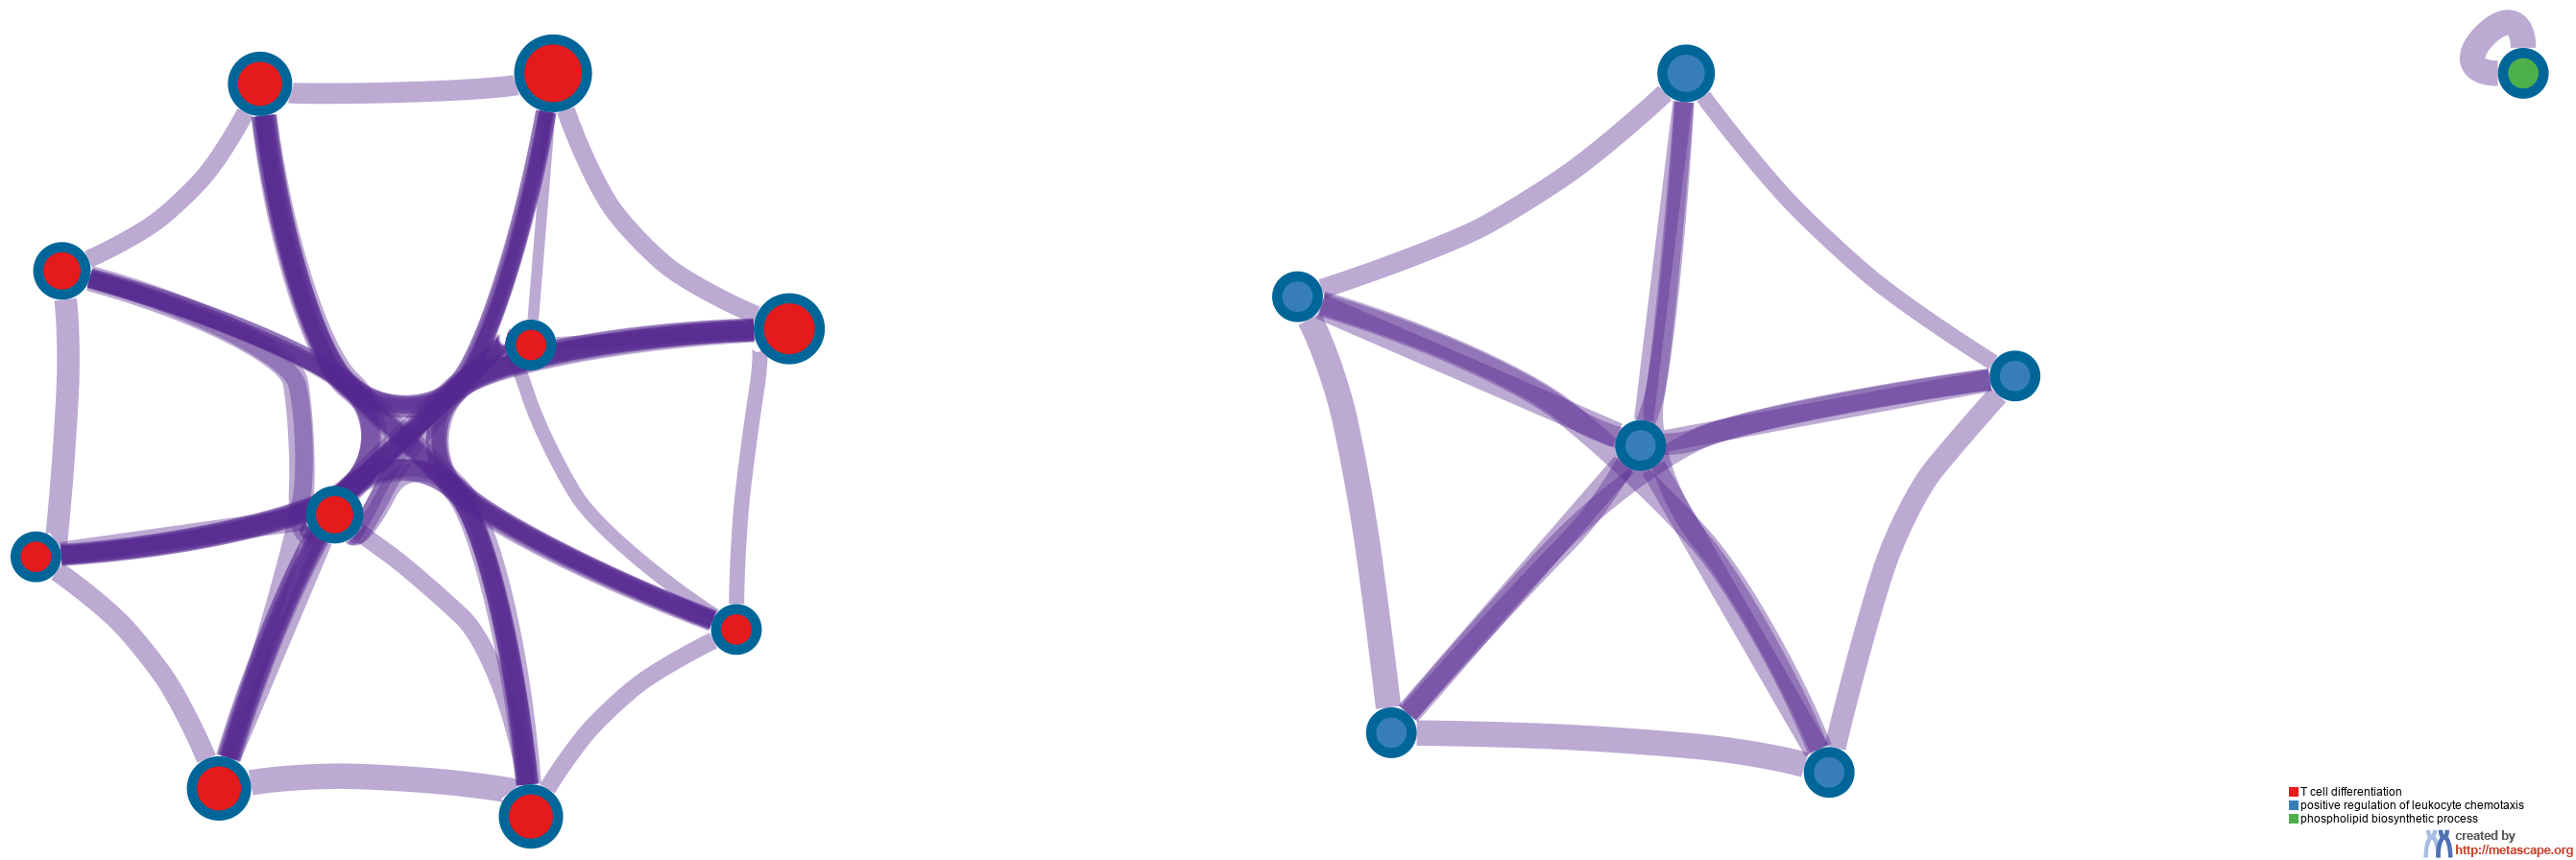 T cell differentiation
positive regulation of leukocyte chemotaxis
phospholipid biosynthetic process
created by
http://metascape.org